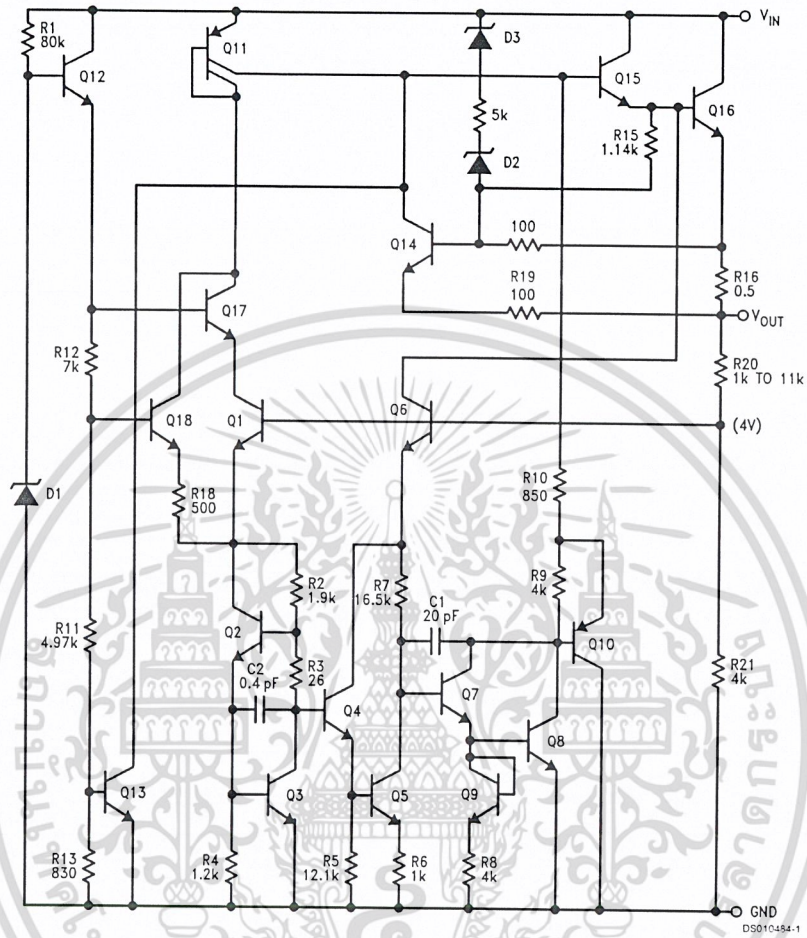 V_IN
R1
80k
Q12
Q11
D3
Q15
Q16
5k
R15
1.14k
D2
100
Q14
R19
100
R16
0.5
V_OUT
Q17
R12
7k
R20
1k TO 11k
Q18
Q1
Q6
(4V)
D1
R18
500
R10
850
R2
1.9k
R7
16.5k
C1
20 pF
R9
4k
R11
4.97k
Q2
Q10
R21
4k
C2
0.4 pF
R3
26
Q4
Q7
Q8
Q13
Q3
Q5
Q9
R13
830
R4
1.2k
R5
12.1k
R6
1k
R8
4k
GND
DS010484-1